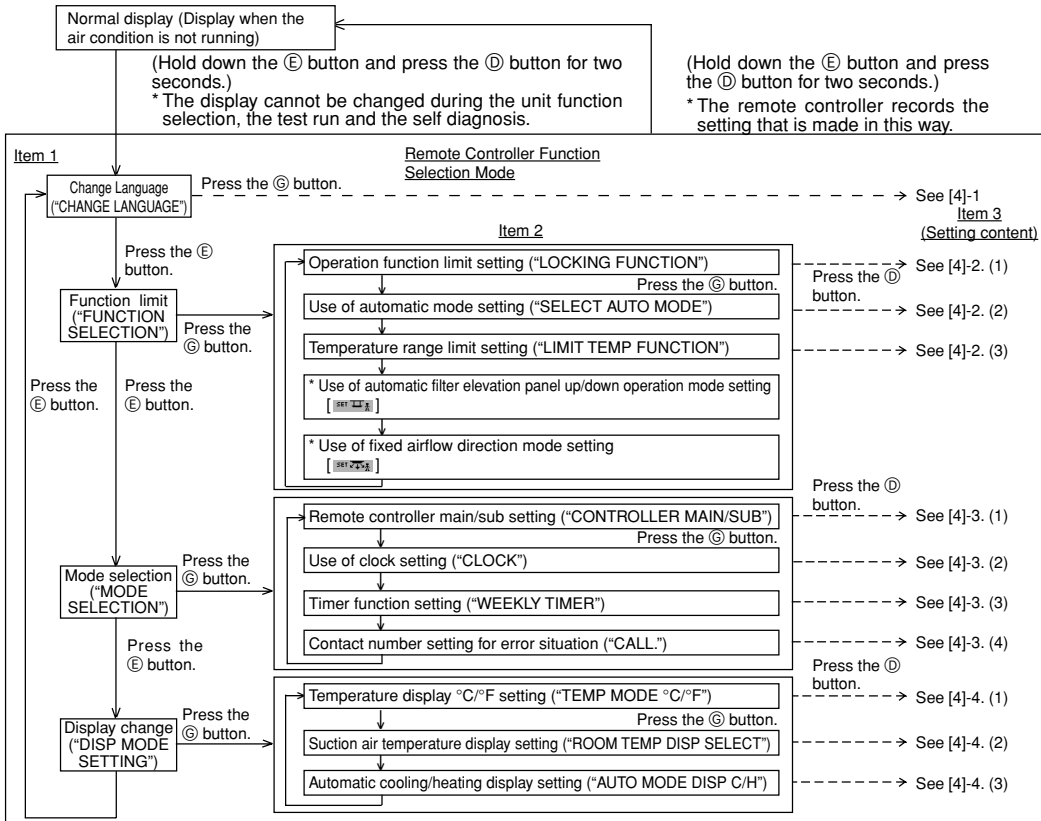 Normal display (Display when the
air condition is not running)
(Hold down the Ⓔ button and press the Ⓓ button for two
seconds.)
* The display cannot be changed during the unit function
selection, the test run and the self diagnosis.
(Hold down the Ⓔ button and press
the Ⓓ button for two seconds.)
* The remote controller records the
setting that is made in this way.
Item 1
Remote Controller Function
Selection Mode
Change Language
("CHANGE LANGUAGE")
Press the Ⓖ button.
See [4]-1
Item 3
(Setting content)
Item 2
Press the Ⓔ
button.
Function limit
("FUNCTION
SELECTION")
Press the
Ⓖ button.
Operation function limit setting ("LOCKING FUNCTION")
Press the Ⓖ button.
Use of automatic mode setting ("SELECT AUTO MODE")
Temperature range limit setting ("LIMIT TEMP FUNCTION")
* Use of automatic filter elevation panel up/down operation mode setting
[ SET ]
* Use of fixed airflow direction mode setting
[ SET ]
Press the Ⓓ
button.
See [4]-2. (1)
See [4]-2. (2)
See [4]-2. (3)
Press the
Ⓔ button.
Press the
Ⓔ button.
Mode selection
("MODE
SELECTION")
Press the
Ⓖ button.
Remote controller main/sub setting ("CONTROLLER MAIN/SUB")
Press the Ⓖ button.
Use of clock setting ("CLOCK")
Timer function setting ("WEEKLY TIMER")
Contact number setting for error situation ("CALL.")
Press the Ⓓ
button.
See [4]-3. (1)
See [4]-3. (2)
See [4]-3. (3)
See [4]-3. (4)
Press the
Ⓔ button.
Display change
("DISP MODE
SETTING")
Press the
Ⓖ button.
Temperature display °C/°F setting ("TEMP MODE °C/°F")
Press the Ⓖ button.
Suction air temperature display setting ("ROOM TEMP DISP SELECT")
Automatic cooling/heating display setting ("AUTO MODE DISP C/H")
Press the Ⓓ
button.
See [4]-4. (1)
See [4]-4. (2)
See [4]-4. (3)